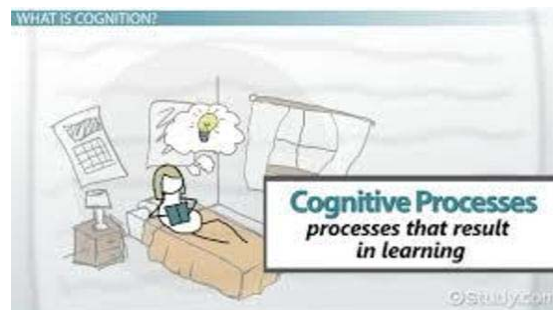 WHAT IS COGNITION?
Cognitive Processes
processes that result
in learning
Study.com